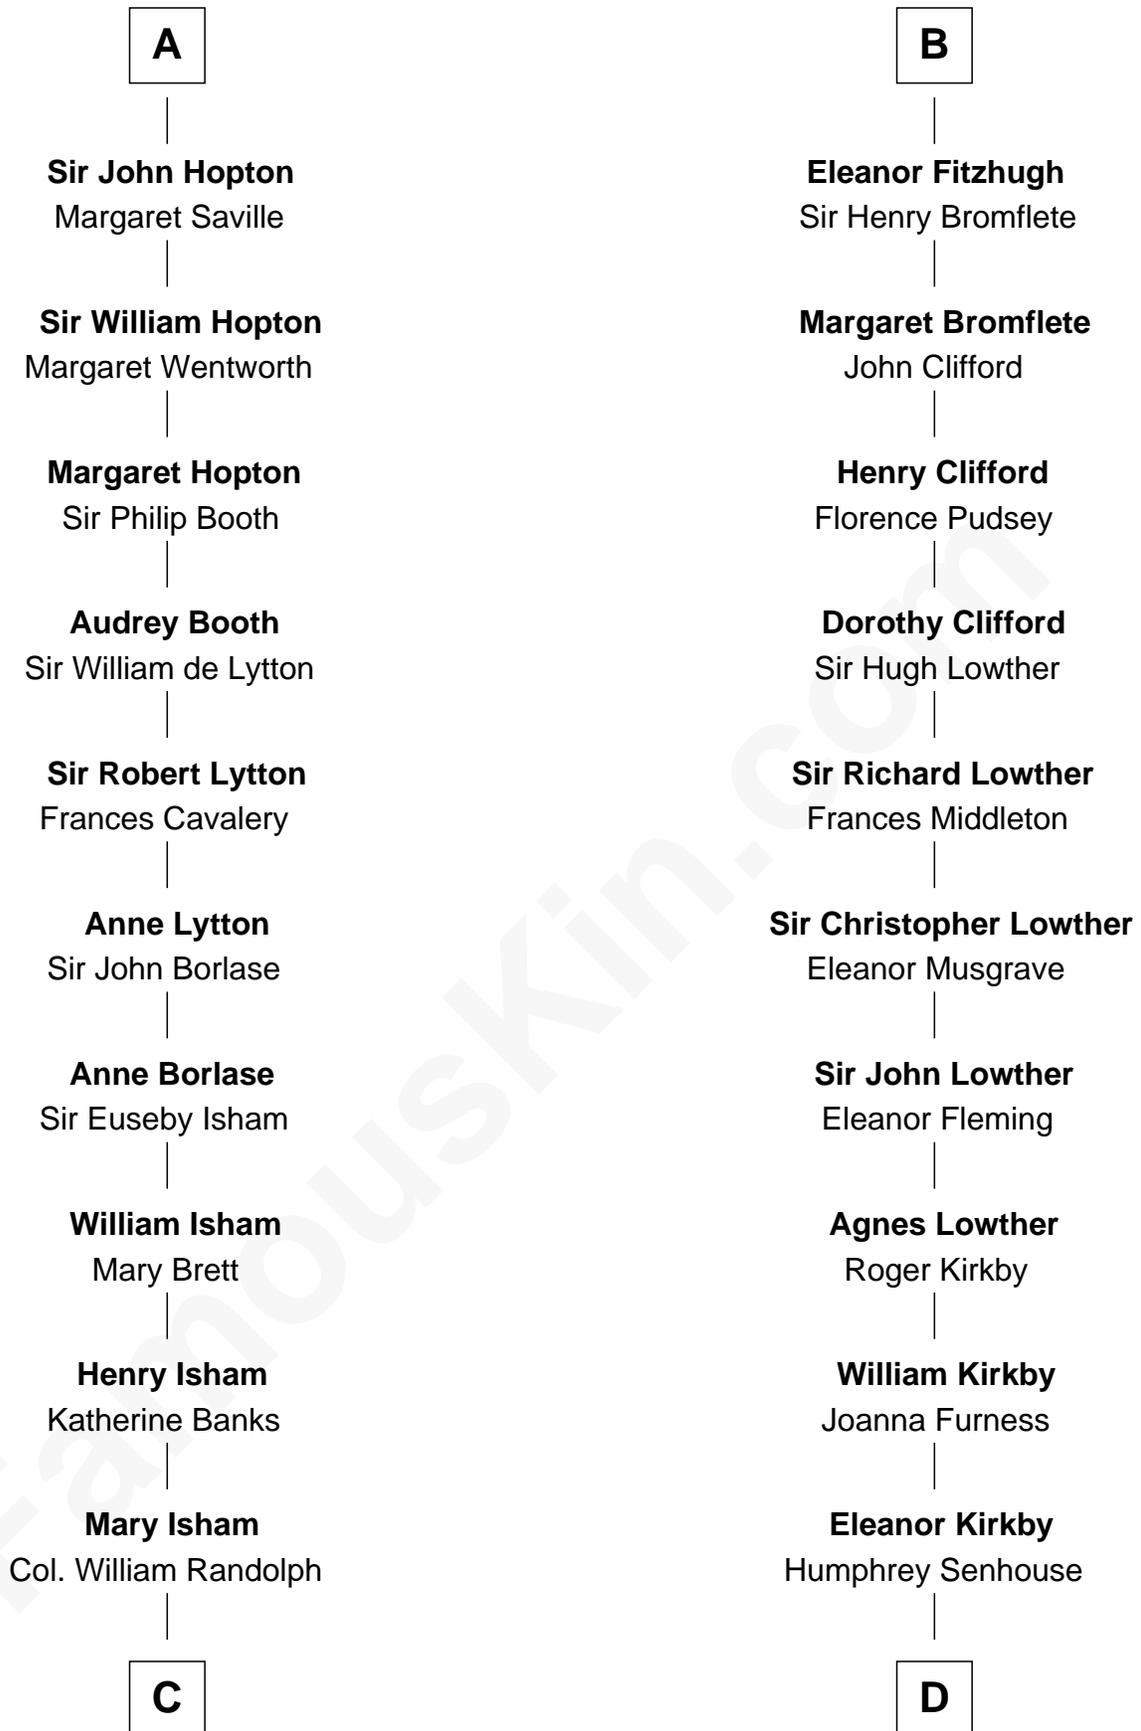 A
Sir John Hopton
Margaret Saville
Sir William Hopton
Margaret Wentworth
Margaret Hopton
Sir Philip Booth
Audrey Booth
Sir William de Lytton
Sir Robert Lytton
Frances Cavalery
Anne Lytton
Sir John Borlase
Anne Borlase
Sir Euseby Isham
William Isham
Mary Brett
Henry Isham
Katherine Banks
Mary Isham
Col. William Randolph
C
B
Eleanor Fitzhugh
Sir Henry Bromflete
Margaret Bromflete
John Clifford
Henry Clifford
Florence Pudsey
Dorothy Clifford
Sir Hugh Lowther
Sir Richard Lowther
Frances Middleton
Sir Christopher Lowther
Eleanor Musgrave
Sir John Lowther
Eleanor Fleming
Agnes Lowther
Roger Kirkby
William Kirkby
Joanna Furness
Eleanor Kirkby
Humphrey Senhouse
D
FamousKin.com